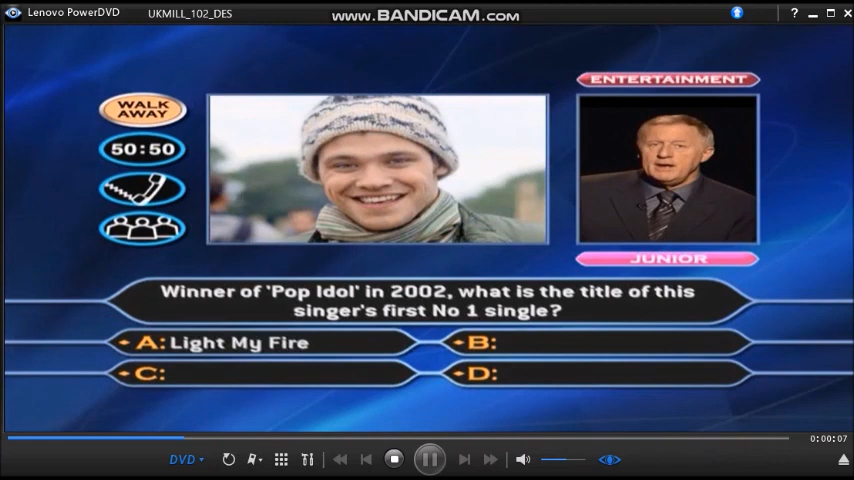 Lenovo PowerDVD
UKMILL_102_DES
www.BANDICAM.com
?
ENTERTAINMENT
WALK
AWAY
50:50
JUNIOR
Winner of 'Pop Idol' in 2002, what is the title of this
singer's first No 1 single?
A: Light My Fire
B:
C:
D:
0:00:07
DVD